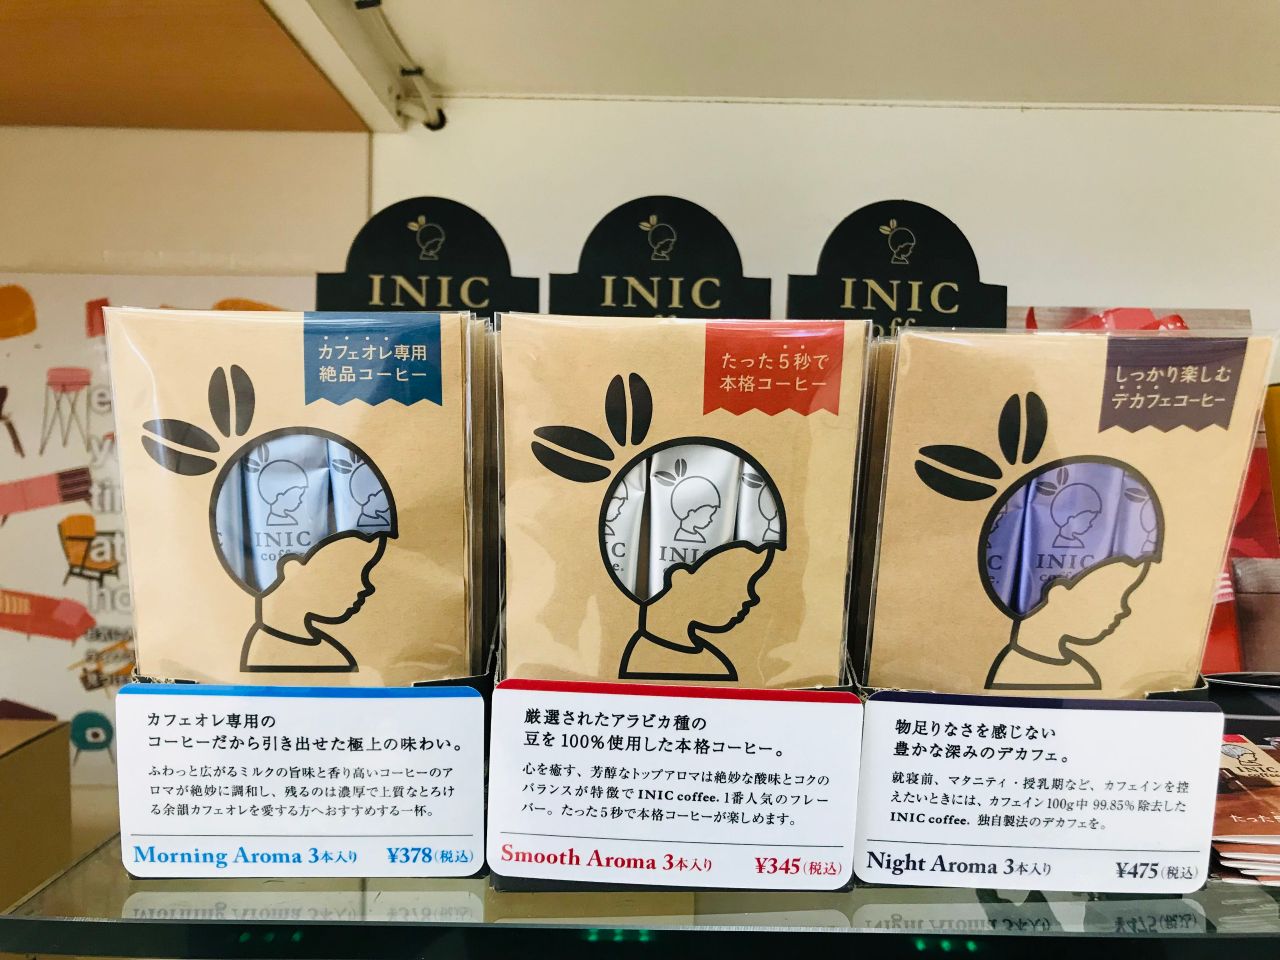 INIC
INIC
INIC
coffee
カフェオレ専用
絶品コーヒー
たった5秒で
本格コーヒー
しっかり楽しむ
デカフェコーヒー
INIC
coffee.
INIC
INIC
カフェオレ専用の
コーヒーだから引き出せた極上の味わい。
ふわっと広がるミルクの旨味と香り高いコーヒーのア
ロマが絶妙に調和し、残るのは濃厚で上質なとろけ
る余韻カフェオレを愛する方へおすすめする一杯。
Morning Aroma 3本入り ¥378(税込)
厳選されたアラビカ種の
豆を100%使用した本格コーヒー。
心を癒す、芳醇なトップアロマは絶妙な酸味とコクの
バランスが特徴でINIC coffee. 1番人気のフレー
バー。たった5秒で本格コーヒーが楽しめます。
Smooth Aroma 3本入り ¥345(税込)
物足りなさを感じない
豊かな深みのデカフェ。
就寝前、マタニティ・授乳期など、カフェインを控
えたいときには、カフェイン100g中 99.85% 除去した
INIC coffee. 独自製法のデカフェを。
Night Aroma 3本入り ¥475(税込)